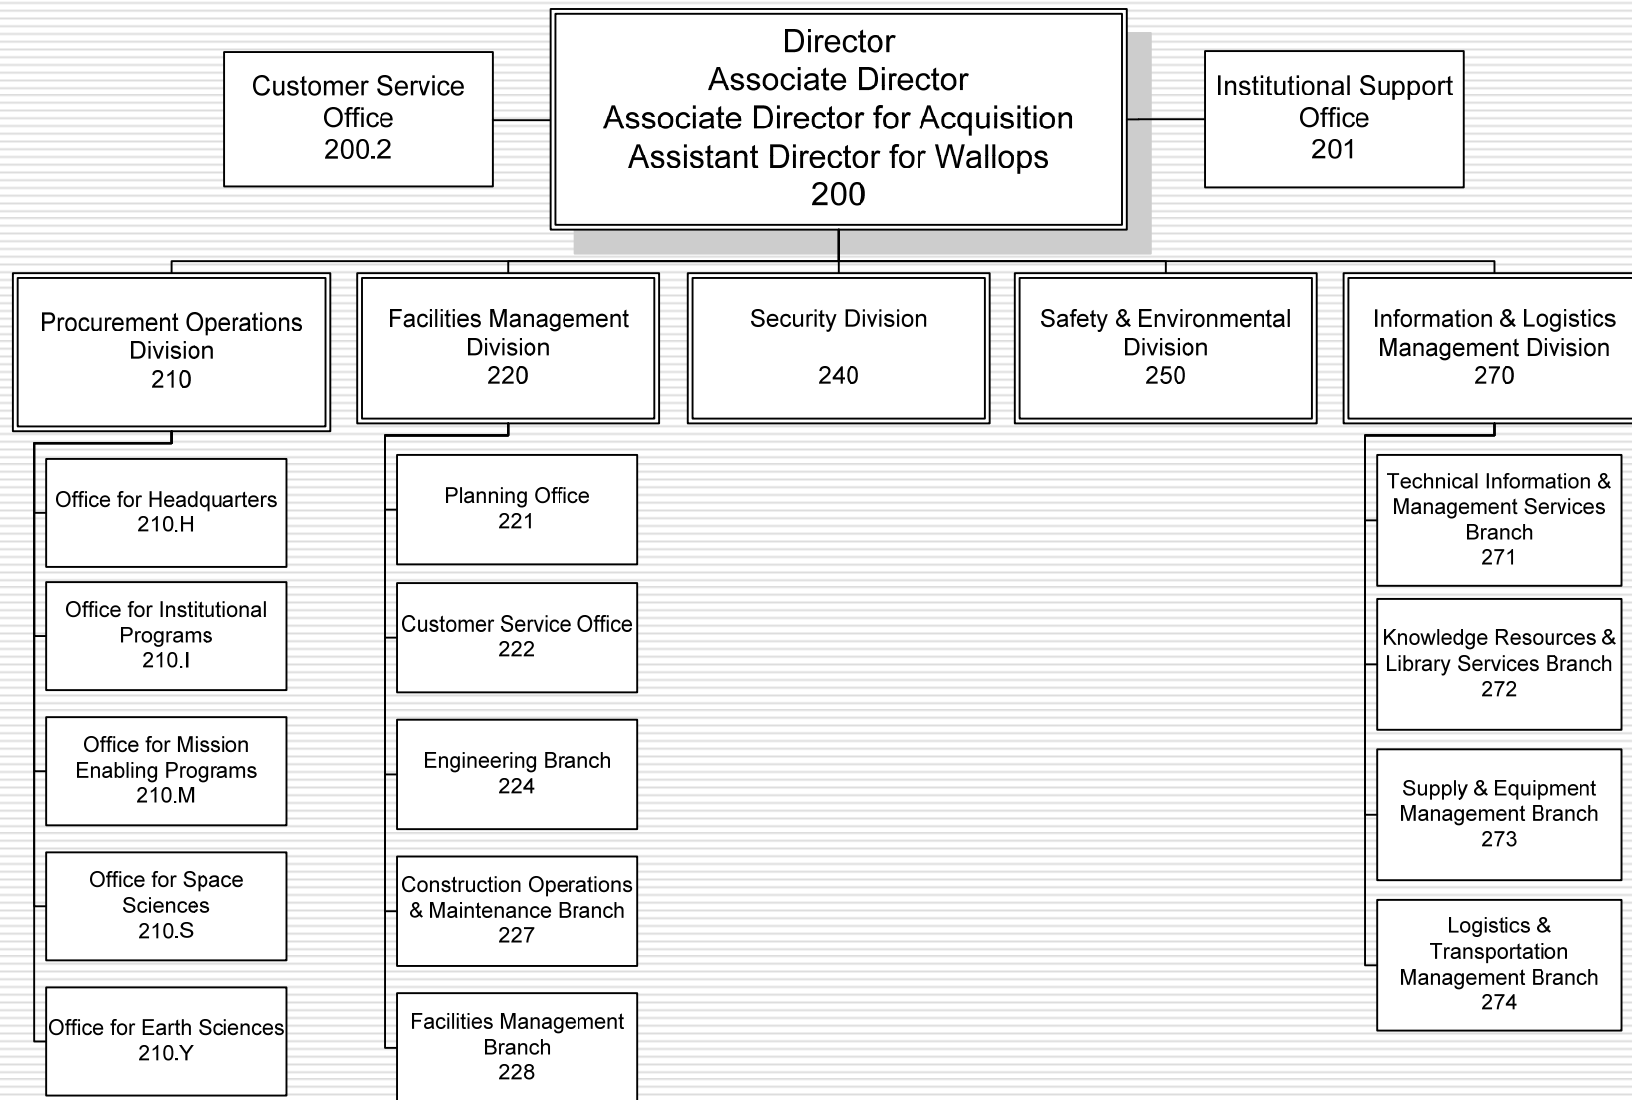 Director
Associate Director
Associate Director for Acquisition
Assistant Director for Wallops
200
Customer Service
Office
200.2
Institutional Support
Office
201
Procurement Operations
Division
210
Facilities Management
Division
220
Security Division
240
Safety & Environmental
Division
250
Information & Logistics
Management Division
270
Office for Headquarters
210.H
Office for Institutional
Programs
210.I
Office for Mission
Enabling Programs
210.M
Office for Space
Sciences
210.S
Office for Earth Sciences
210.Y
Planning Office
221
Customer Service Office
222
Engineering Branch
224
Construction Operations
& Maintenance Branch
227
Facilities Management
Branch
228
Technical Information &
Management Services
Branch
271
Knowledge Resources &
Library Services Branch
272
Supply & Equipment
Management Branch
273
Logistics &
Transportation
Management Branch
274